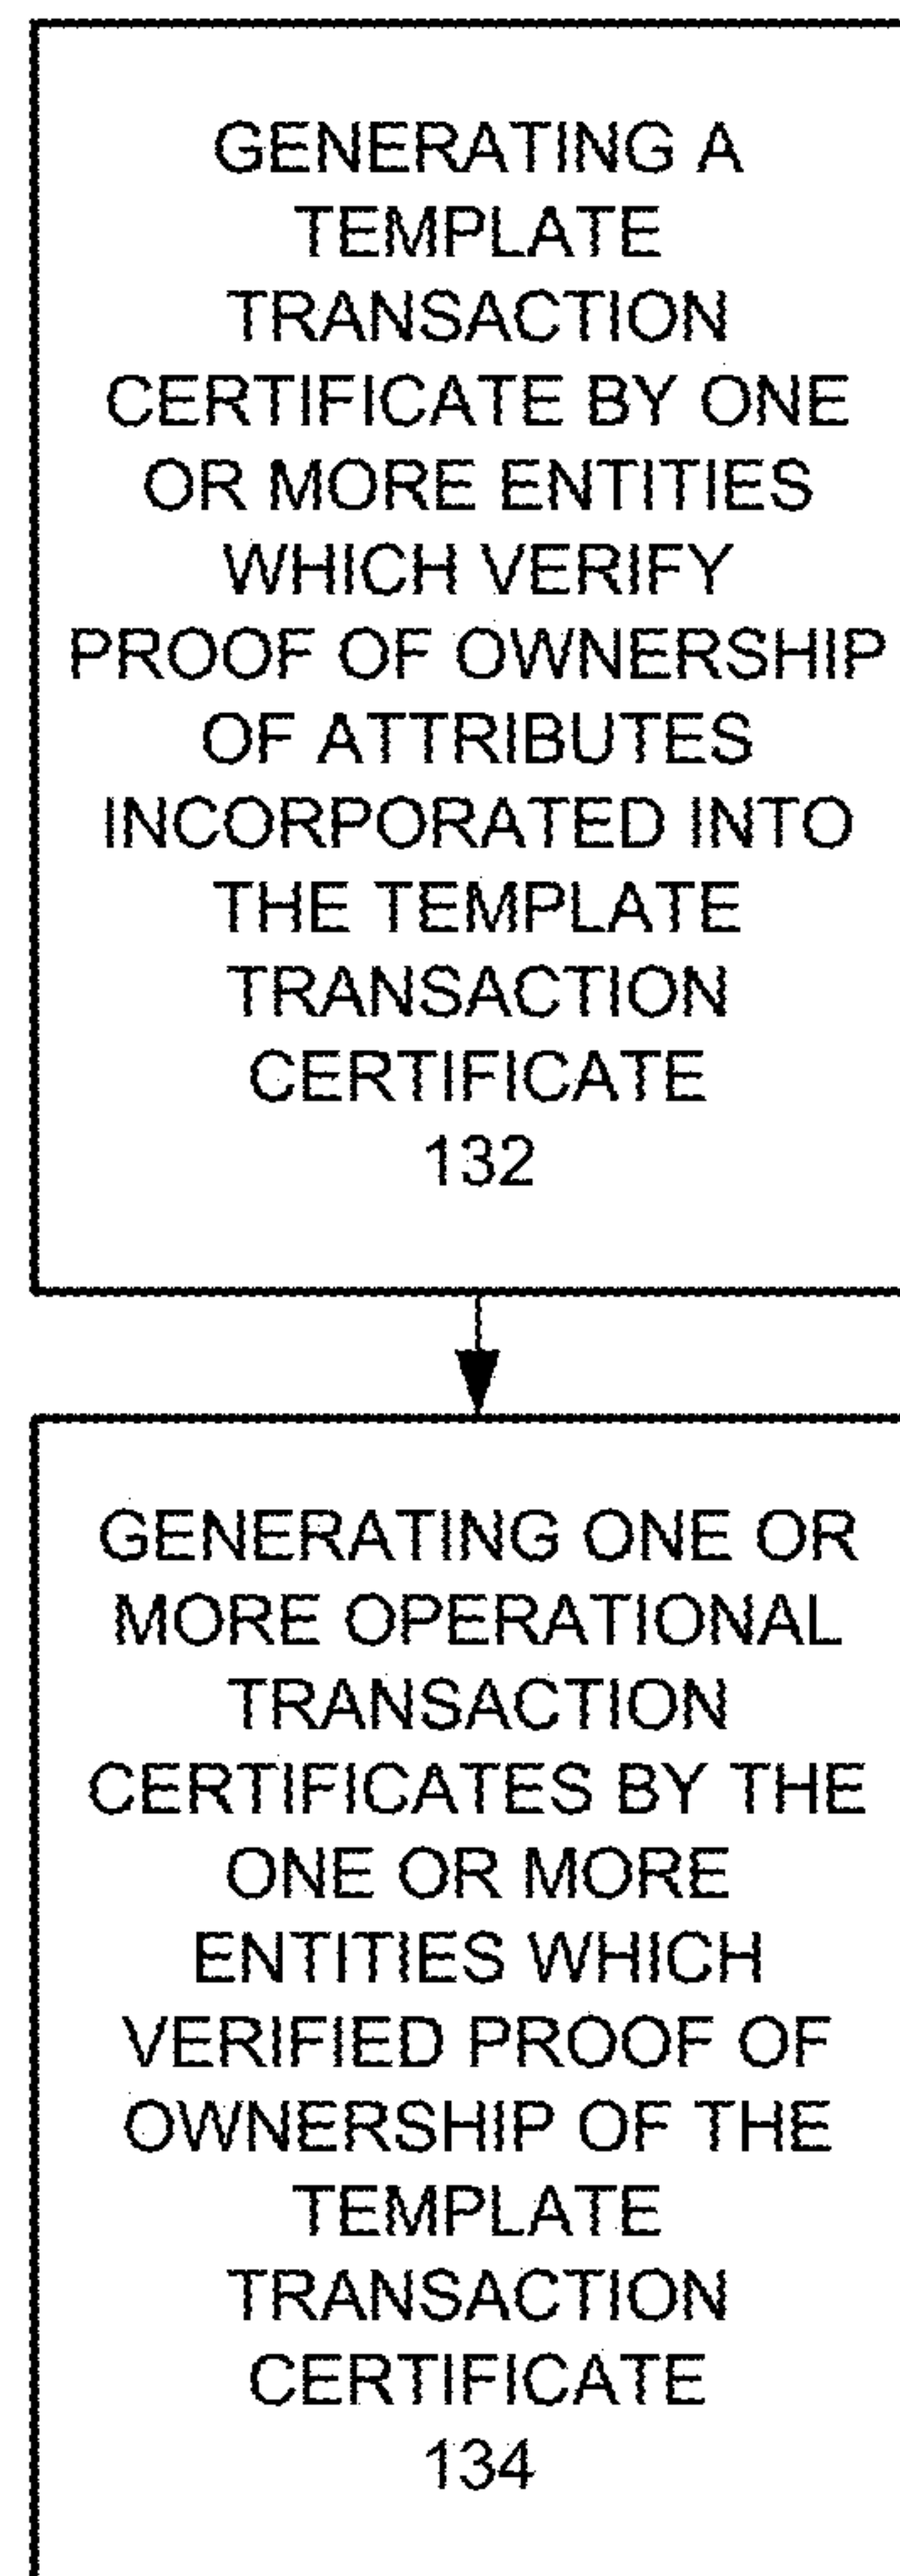 GENERATING A
TEMPLATE
TRANSACTION
CERTIFICATE BY ONE
OR MORE ENTITIES
WHICH VERIFY
PROOF OF OWNERSHIP
OF ATTRIBUTES
INCORPORATED INTO
THE TEMPLATE
TRANSACTION
CERTIFICATE
132
GENERATING ONE OR
MORE OPERATIONAL
TRANSACTION
CERTIFICATES BY THE
ONE OR MORE
ENTITIES WHICH
VERIFIED PROOF OF
OWNERSHIP OF THE
TEMPLATE
TRANSACTION
CERTIFICATE
134